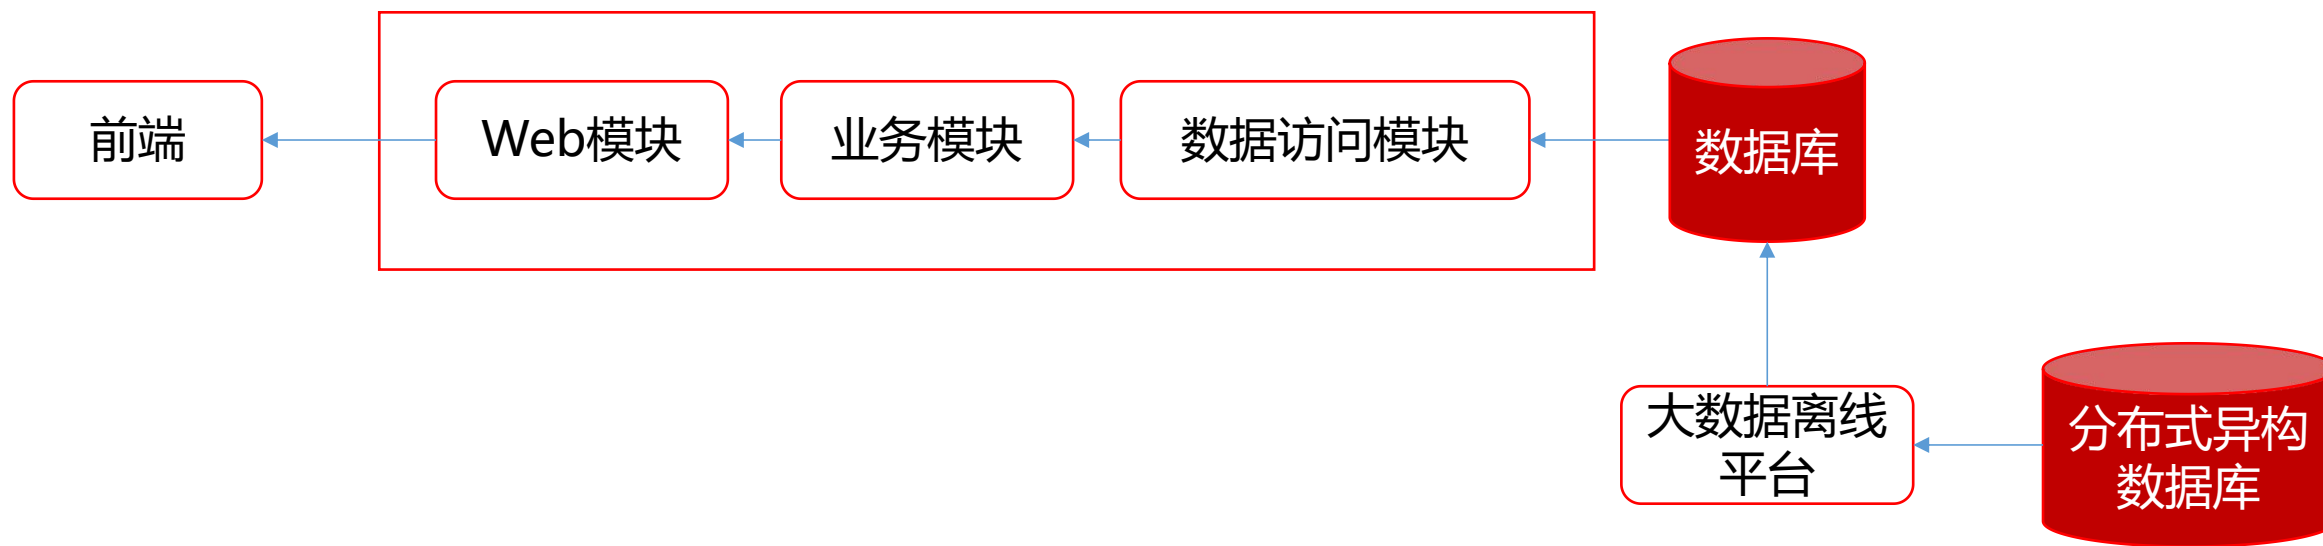 前端
Web模块
业务模块
数据访问模块
数据库
大数据离线
平台
分布式异构
数据库